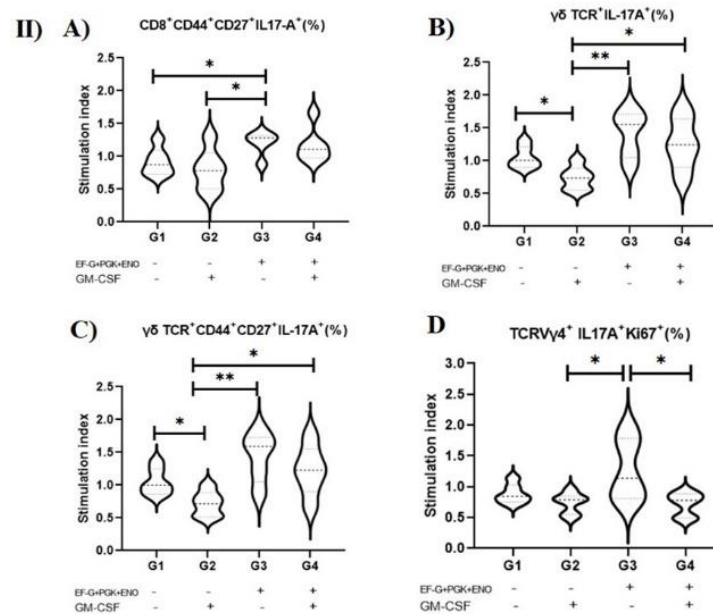 II)
A)
CD8⁺CD44⁺CD27⁺IL17-A⁺(%)
*
*
Stimulation index
2.0
1.5
1.0
0.5
0.0
G1 G2 G3 G4
EF-G+PGK+ENO - - + +
GM-CSF - + - +
B)
γδ TCR⁺IL-17A⁺(%)
*
**
*
Stimulation index
2.5
2.0
1.5
1.0
0.5
0.0
G1 G2 G3 G4
EF-G+PGK+ENO - - + +
GM-CSF - + - +
C)
γδ TCR⁺CD44⁺CD27⁺IL-17A⁺(%)
*
**
*
Stimulation index
2.5
2.0
1.5
1.0
0.5
0.0
G1 G2 G3 G4
EF-G+PGK+ENO - - + +
GM-CSF - + - +
D
TCRVγ4⁺ IL17A⁺Ki67⁺(%)
* *
Stimulation index
3.0
2.5
2.0
1.5
1.0
0.5
0.0
G1 G2 G3 G4
EF-G+PGK+ENO - - + +
GM-CSF - + - +